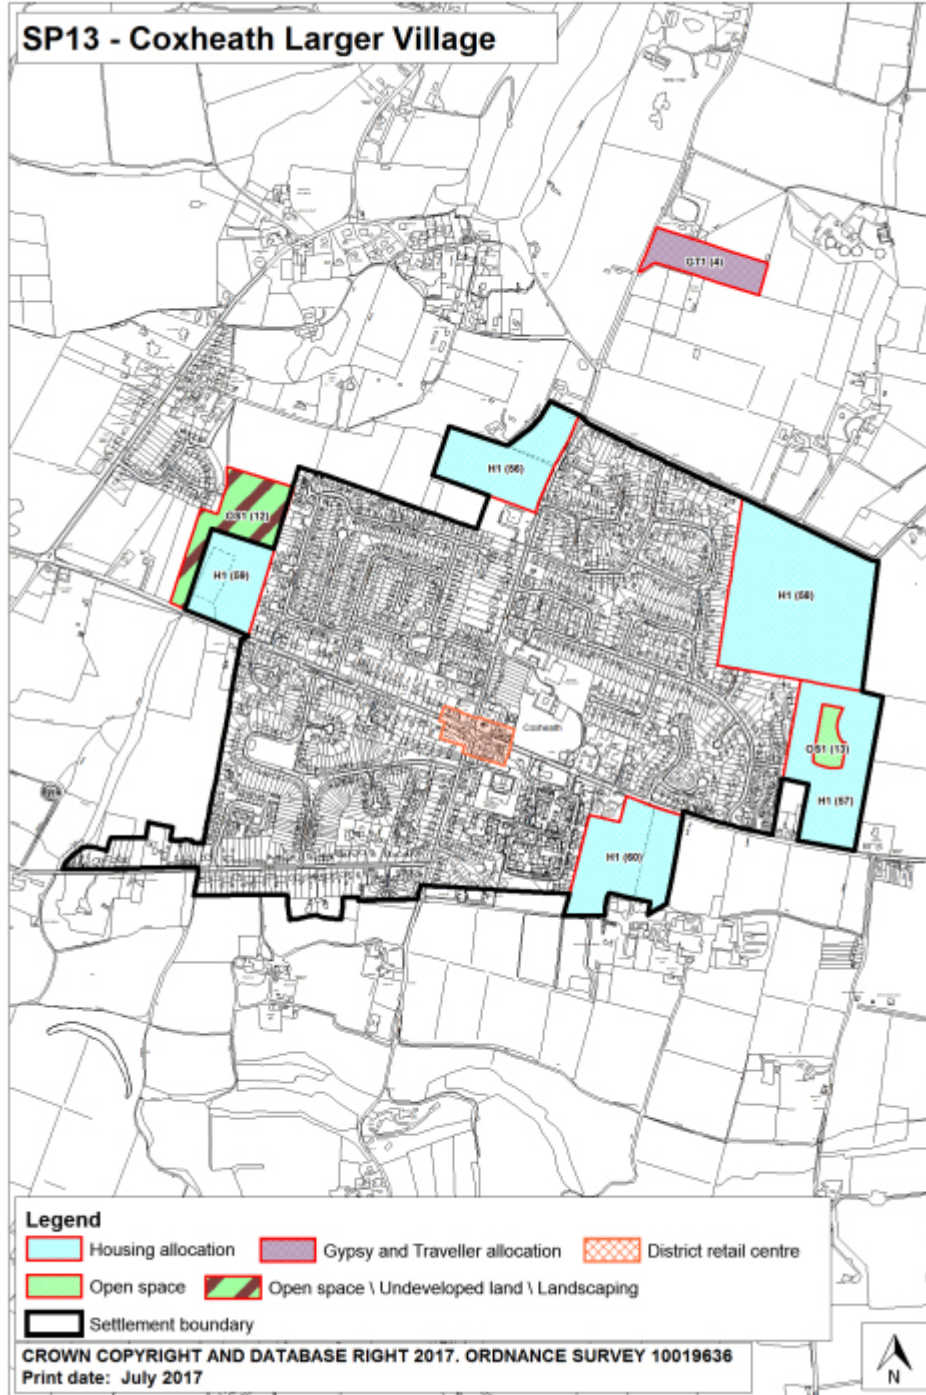 SP13 - Coxheath Larger Village
GT1 (4)
H1 (56)
OS1 (12)
H1 (59)
H1 (58)
Coxheath
OS1 (13)
H1 (57)
H1 (60)
Legend
Housing allocation
Gypsy and Traveller allocation
District retail centre
Open space
Open space \ Undeveloped land \ Landscaping
Settlement boundary
CROWN COPYRIGHT AND DATABASE RIGHT 2017. ORDNANCE SURVEY 10019636
Print date: July 2017
N